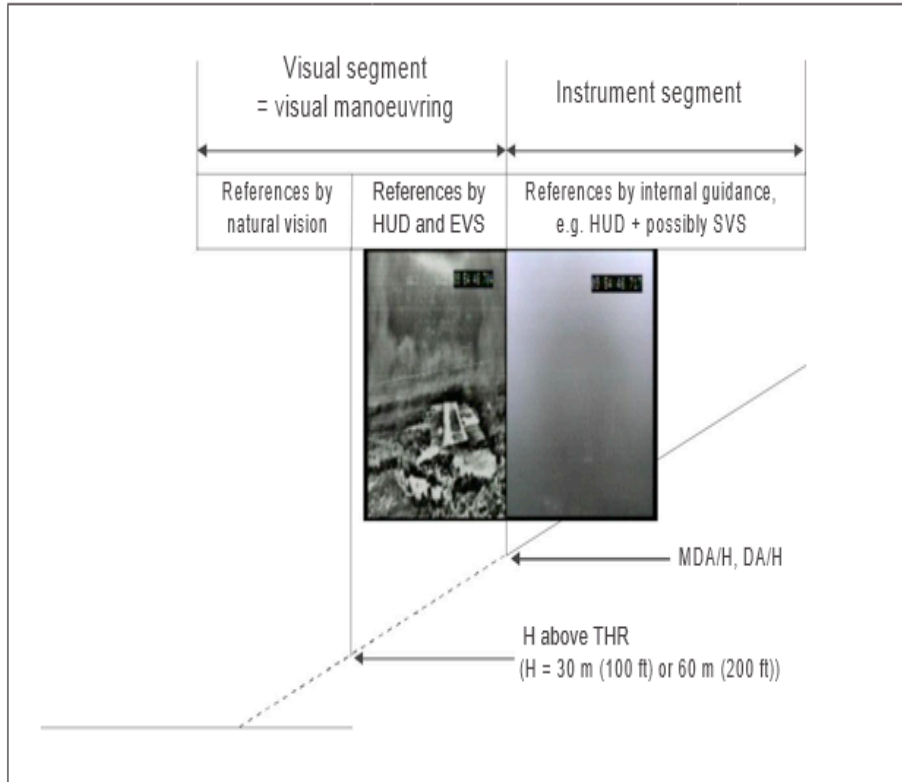 Visual segment
= visual manoeuvring
Instrument segment
References by
natural vision
References by
HUD and EVS
References by internal guidance,
e.g. HUD + possibly SVS
MDA/H, DA/H
H above THR
(H = 30 m (100 ft) or 60 m (200 ft))